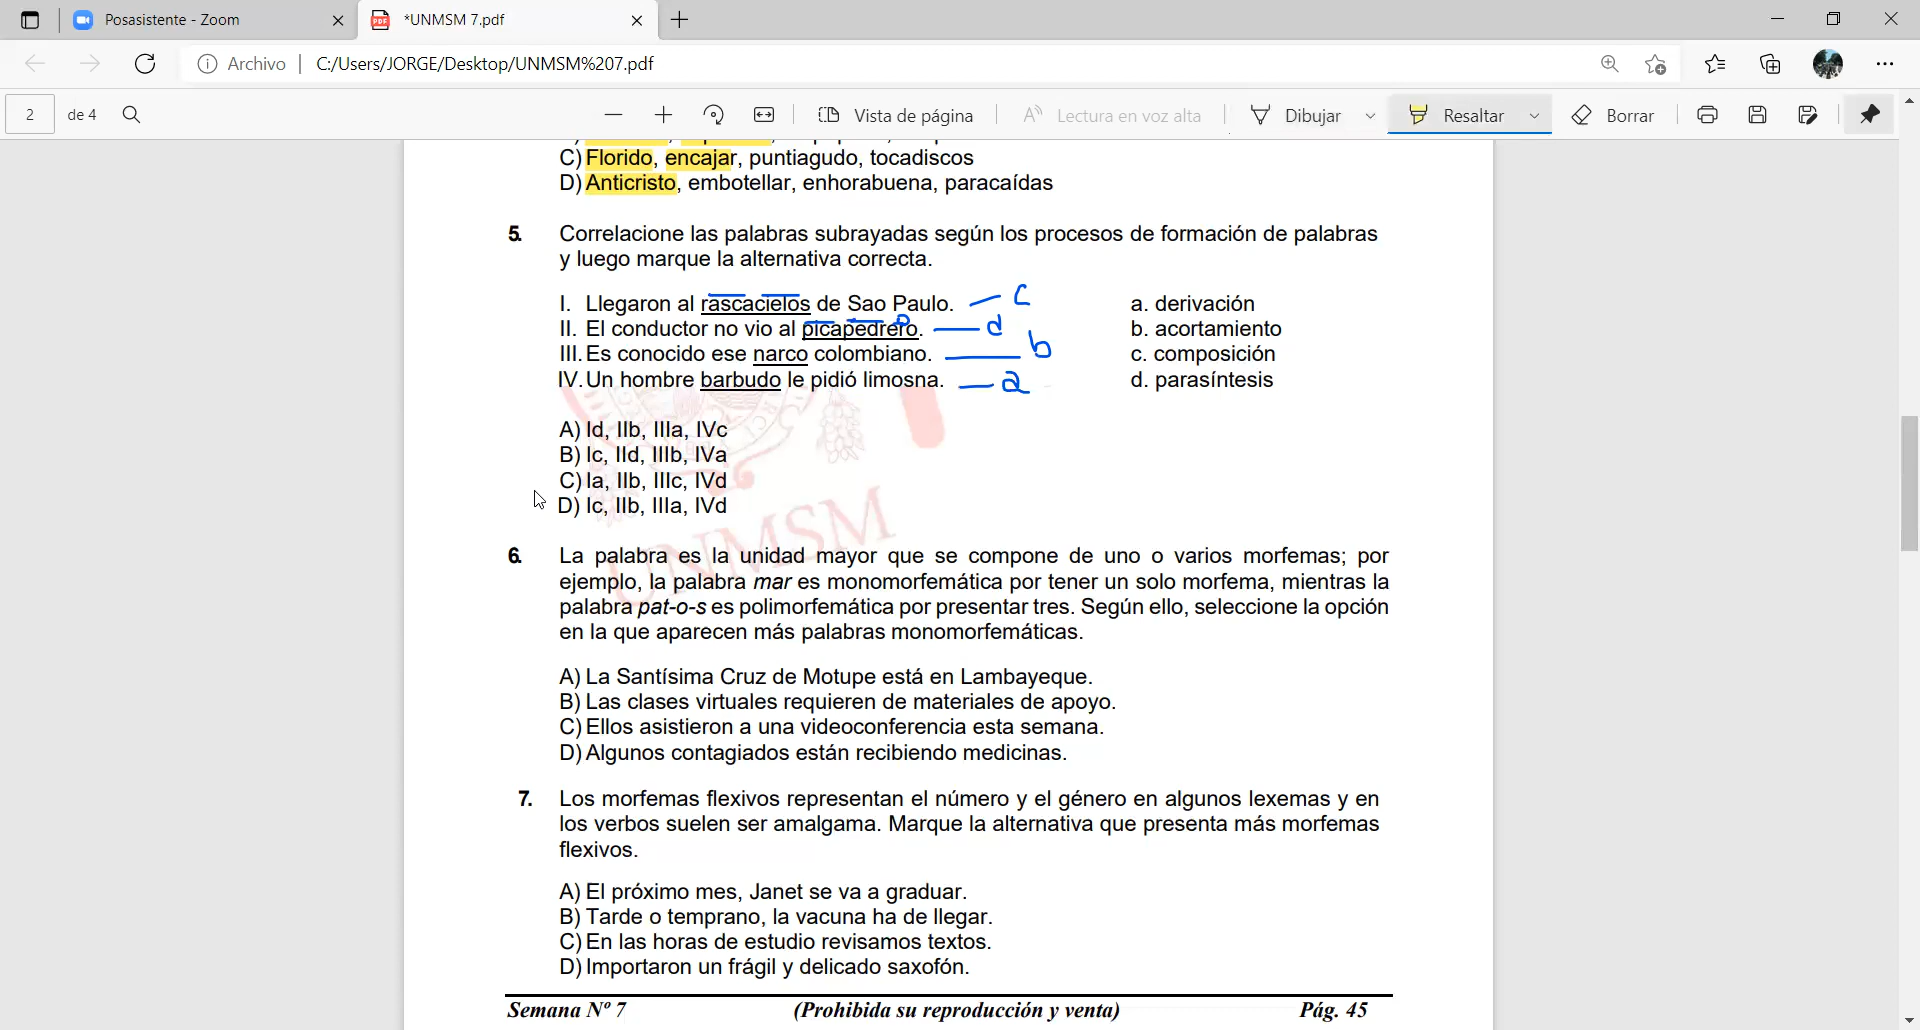 Posasistente - Zoom
*UNMSM 7.pdf
Archivo | C:/Users/JORGE/Desktop/UNMSM%207.pdf
2 de 4
Vista de página
Lectura en voz alta
Dibujar
Resaltar
Borrar
C) Florido, encajar, puntiagudo, tocadiscos
D) Anticristo, embotellar, enhorabuena, paracaídas
5. Correlacione las palabras subrayadas según los procesos de formación de palabras
y luego marque la alternativa correcta.
I. Llegaron al rascacielos de Sao Paulo. — c a. derivación
II. El conductor no vio al picapedrero. — d b. acortamiento
III. Es conocido ese narco colombiano. — b c. composición
IV. Un hombre barbudo le pidió limosna. — a d. parasíntesis
A) Id, IIb, IIIa, IVc
B) Ic, IId, IIIb, IVa
C) Ia, IIb, IIIc, IVd
D) Ic, IIb, IIIa, IVd
UNMSM
UNMSM
6. La palabra es la unidad mayor que se compone de uno o varios morfemas; por
ejemplo, la palabra mar es monomorfemática por tener un solo morfema, mientras la
palabra pat-o-s es polimorfemática por presentar tres. Según ello, seleccione la opción
en la que aparecen más palabras monomorfemáticas.
A) La Santísima Cruz de Motupe está en Lambayeque.
B) Las clases virtuales requieren de materiales de apoyo.
C) Ellos asistieron a una videoconferencia esta semana.
D) Algunos contagiados están recibiendo medicinas.
7. Los morfemas flexivos representan el número y el género en algunos lexemas y en
los verbos suelen ser amalgama. Marque la alternativa que presenta más morfemas
flexivos.
A) El próximo mes, Janet se va a graduar.
B) Tarde o temprano, la vacuna ha de llegar.
C) En las horas de estudio revisamos textos.
D) Importaron un frágil y delicado saxofón.
Semana Nº 7 (Prohibida su reproducción y venta) Pág. 45